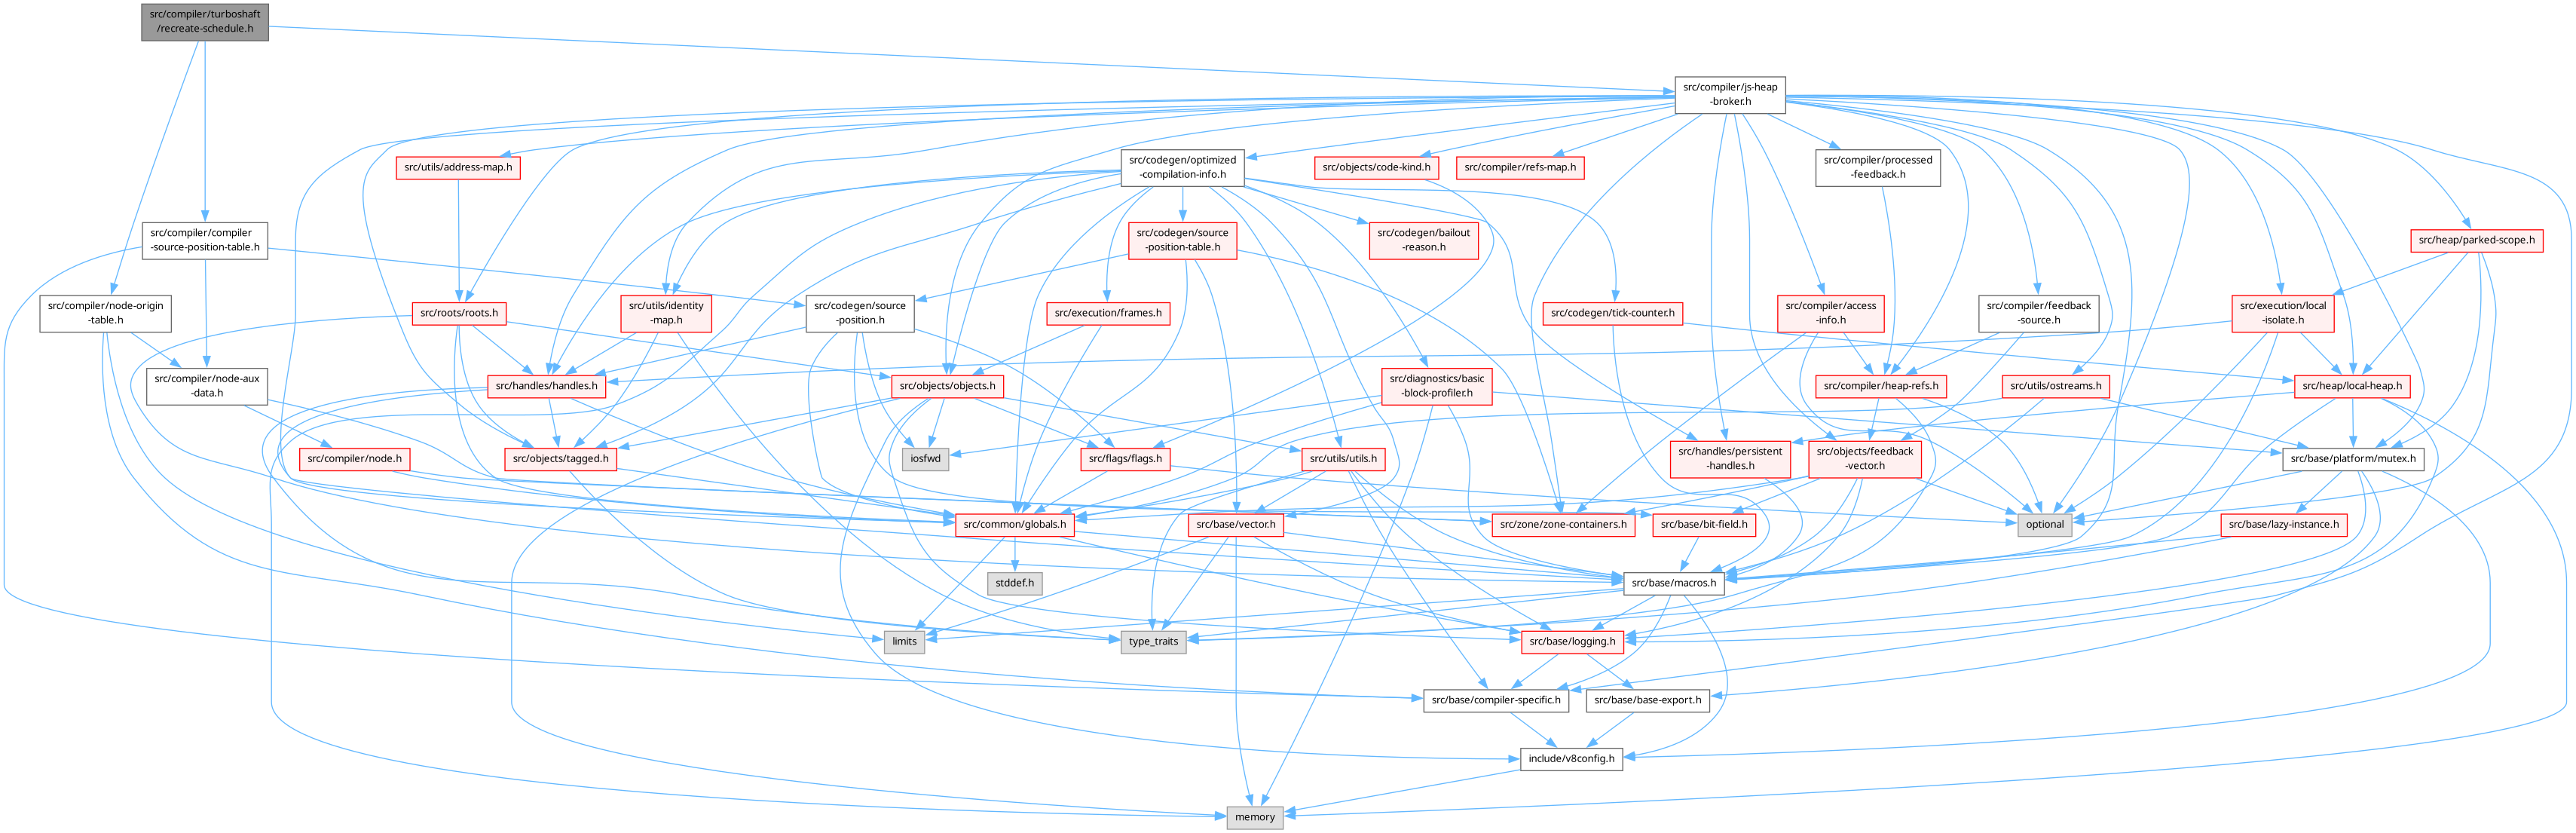 src/compiler/turboshaft
/recreate-schedule.h
src/compiler/js-heap
-broker.h
src/utils/address-map.h
src/codegen/optimized
-compilation-info.h
src/objects/code-kind.h
src/compiler/refs-map.h
src/compiler/processed
-feedback.h
src/compiler/compiler
-source-position-table.h
src/codegen/source
-position-table.h
src/codegen/bailout
-reason.h
src/heap/parked-scope.h
src/compiler/node-origin
-table.h
src/roots/roots.h
src/utils/identity
-map.h
src/codegen/source
-position.h
src/execution/frames.h
src/codegen/tick-counter.h
src/compiler/access
-info.h
src/compiler/feedback
-source.h
src/execution/local
-isolate.h
src/compiler/node-aux
-data.h
src/handles/handles.h
src/objects/objects.h
src/diagnostics/basic
-block-profiler.h
src/compiler/heap-refs.h
src/utils/ostreams.h
src/heap/local-heap.h
src/compiler/node.h
src/objects/tagged.h
iosfwd
src/flags/flags.h
src/utils/utils.h
src/handles/persistent
-handles.h
src/objects/feedback
-vector.h
src/base/platform/mutex.h
src/common/globals.h
src/base/vector.h
src/zone/zone-containers.h
src/base/bit-field.h
optional
src/base/lazy-instance.h
stddef.h
src/base/macros.h
limits
type_traits
src/base/logging.h
src/base/compiler-specific.h
src/base/base-export.h
include/v8config.h
memory